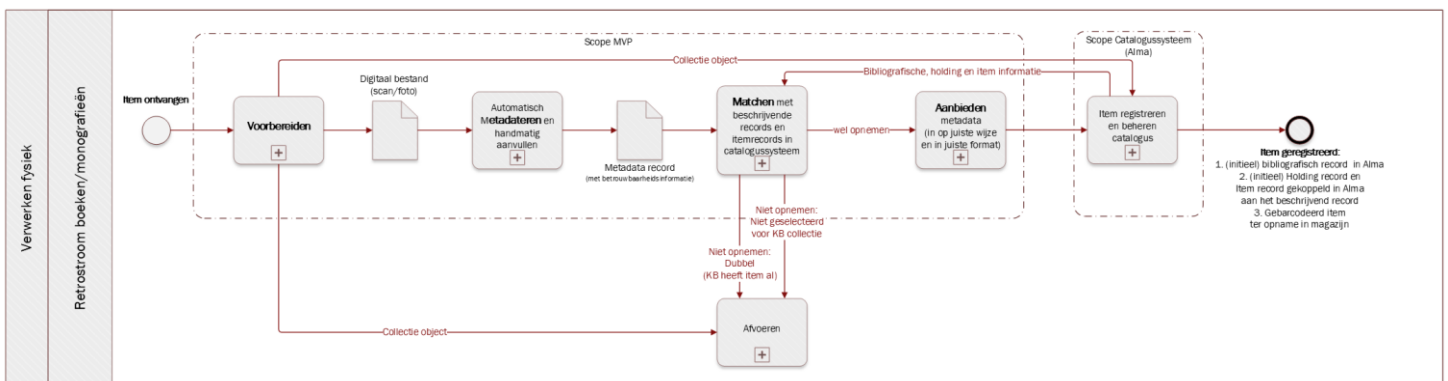 Verwerken fysiek
Retrostroom boeken/monografieën
Scope MVP
Scope Catalogussysteem
(Alma)
Collectie object
Bibliografische, holding en item informatie
Item ontvangen
Voorbereiden
Digitaal bestand
(scan/foto)
Automatisch
Metadateren en
handmatig
aanvullen
Metadata record
(met betrouwbaarheidsinformatie)
Matchen met
beschrijvende
records en
itemrecords in
catalogussysteem
wel opnemen
Aanbieden
metadata
(in op juiste wijze
en in juiste format)
Item registreren
en beheren
catalogus
Item geregistreerd:
1. (initieel) bibliografisch record in Alma
2. (initieel) Holding record en
Item record gekoppeld in Alma
aan het beschrijvend record
3. Gebarcodeerd item
ter opname in magazijn
Niet opnemen:
Niet geselecteerd
voor KB collectie
Niet opnemen:
Dubbel
(KB heeft item al)
Collectie object
Afvoeren